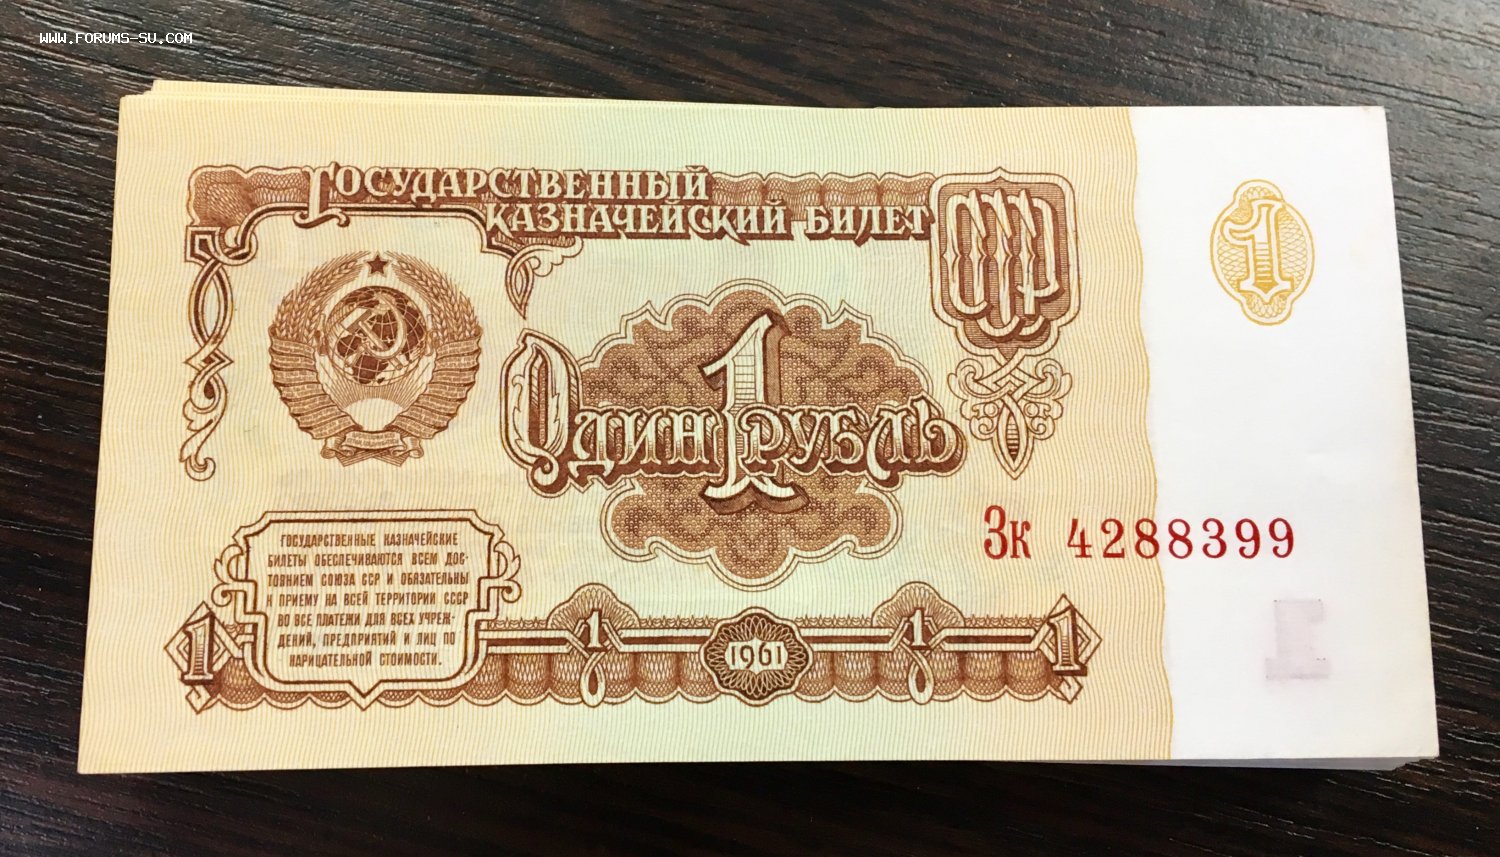 WWW.FORUMS-SU.COM
ГОСУДАРСТВЕННЫЙ
КАЗНАЧЕЙСКИЙ БИЛЕТ
СССР
1
1
ОДИН РУБЛЬ
Зк 4288399
ГОСУДАРСТВЕННЫЕ КАЗНАЧЕЙСКИЕ
БИЛЕТЫ ОБЕСПЕЧИВАЮТСЯ ВСЕМ ДОС-
ТОЯНИЕМ СОЮЗА ССР И ОБЯЗАТЕЛЬНЫ
К ПРИЕМУ НА ВСЕЙ ТЕРРИТОРИИ СССР
ВО ВСЕ ПЛАТЕЖИ ДЛЯ ВСЕХ УЧРЕЖ-
ДЕНИЙ, ПРЕДПРИЯТИЙ И ЛИЦ ПО
НАРИЦАТЕЛЬНОЙ СТОИМОСТИ.
1 1 1961 1 1